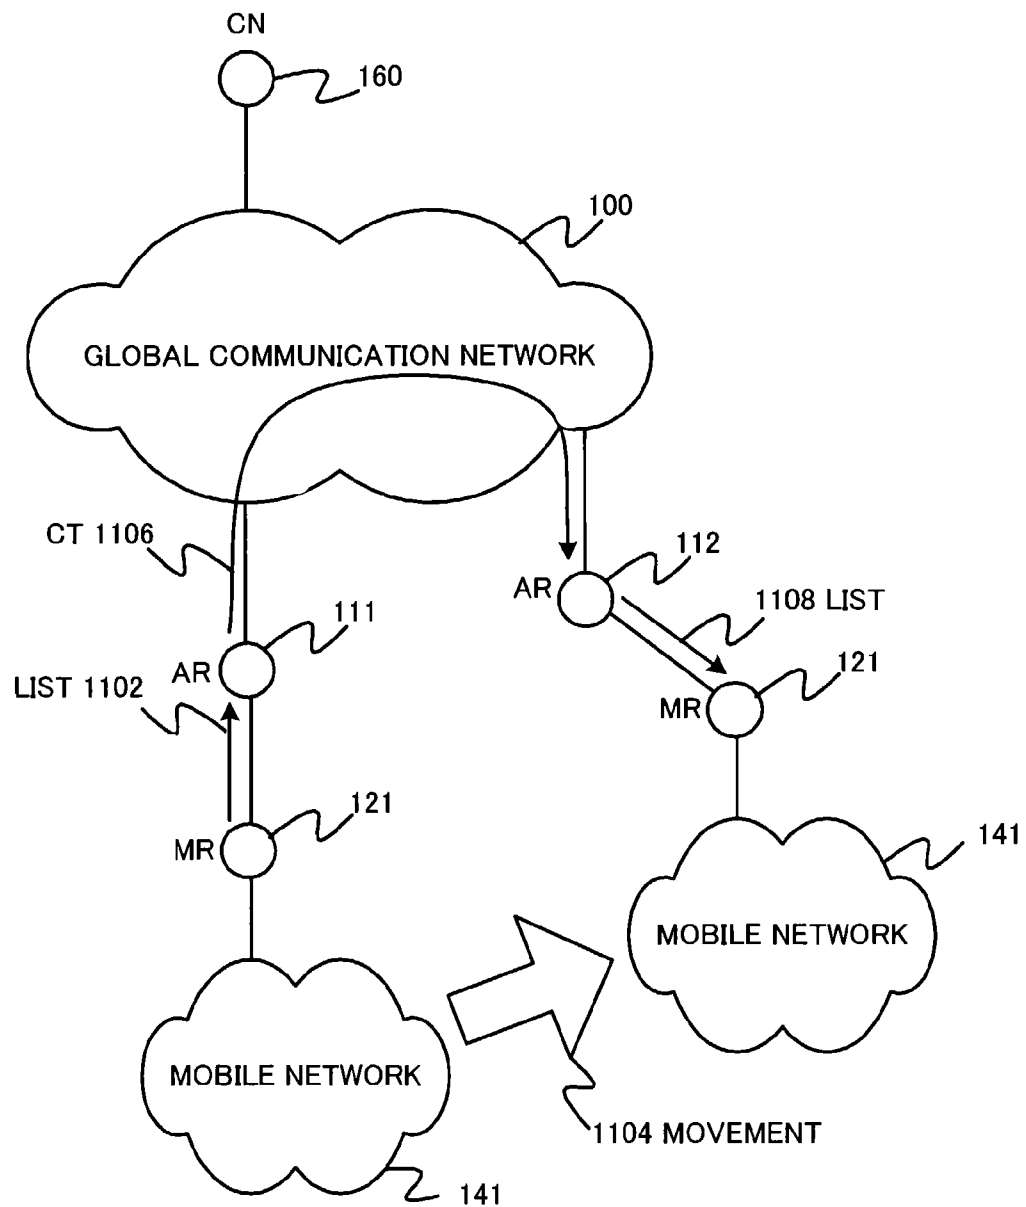 CN
160
100
GLOBAL COMMUNICATION NETWORK
CT 1106
112
AR
1108 LIST
111
AR
121
LIST 1102
MR
121
MR
141
MOBILE NETWORK
MOBILE NETWORK
1104 MOVEMENT
141